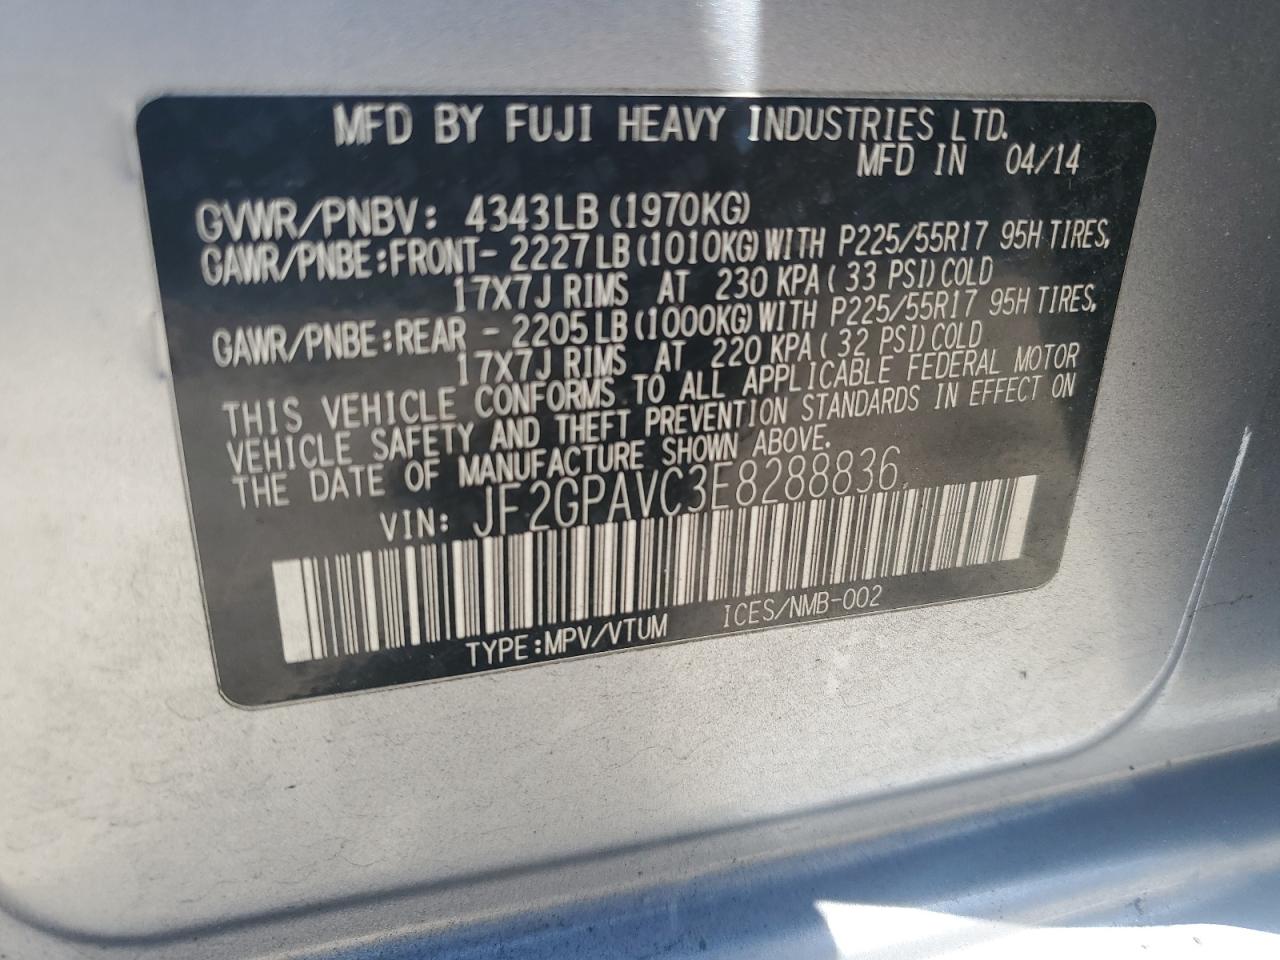 MFD BY FUJI HEAVY INDUSTRIES LTD.
MFD IN 04/14
GVWR/PNBV: 4343LB (1970KG)
GAWR/PNBE:FRONT- 2227LB(1010KG)WITH P225/55R17 95H TIRES,
17X7J RIMS AT 230 KPA( 33 PSI)COLD
GAWR/PNBE:REAR - 2205LB(1000KG)WITH P225/55R17 95H TIRES,
17X7J RIMS AT 220 KPA( 32 PSI)COLD
THIS VEHICLE CONFORMS TO ALL APPLICABLE FEDERAL MOTOR
VEHICLE SAFETY AND THEFT PREVENTION STANDARDS IN EFFECT ON
THE DATE OF MANUFACTURE SHOWN ABOVE.
VIN: JF2GPAVC3E8288836
TYPE:MPV/VTUM ICES/NMB-002